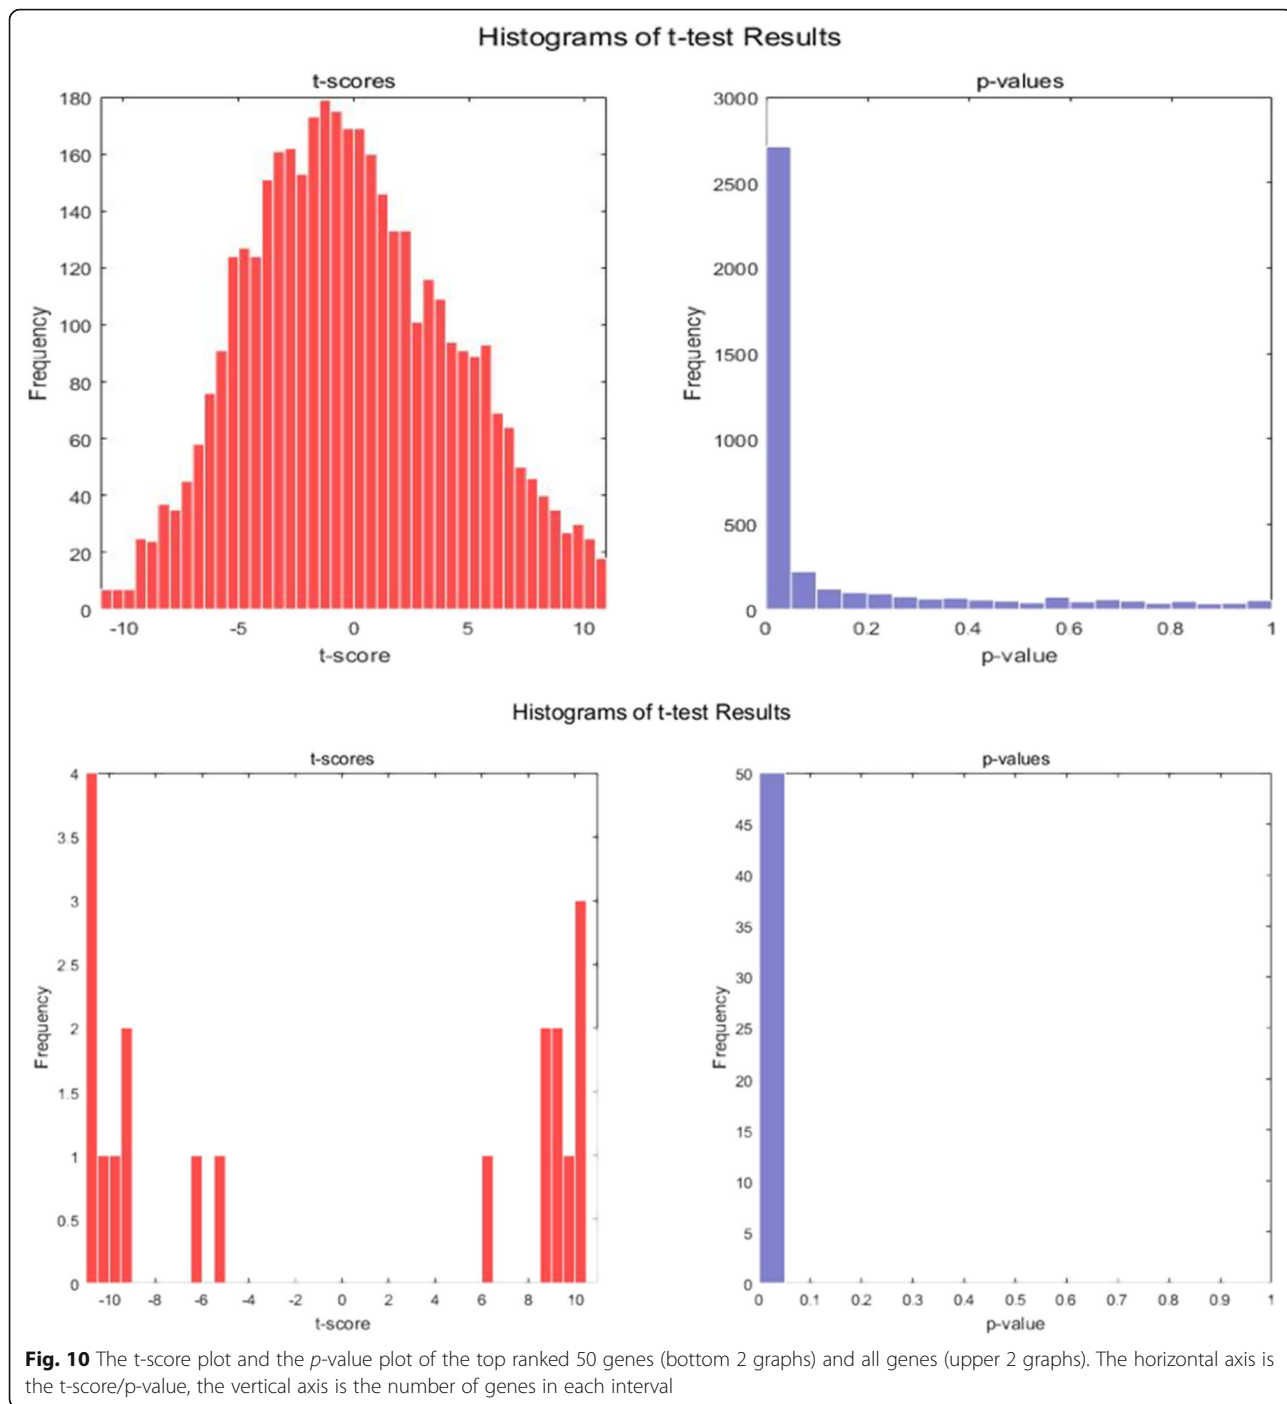 Histograms of t-test Results
t-scores
180
160
140
120
100
80
60
40
20
0
Frequency
-10 -5 0 5 10
t-score
p-values
3000
2500
2000
1500
1000
500
0
Frequency
0 0.2 0.4 0.6 0.8 1
p-value
Histograms of t-test Results
t-scores
4
3.5
3
2.5
2
1.5
1
0.5
0
Frequency
-10 -8 -6 -4 -2 0 2 4 6 8 10
t-score
p-values
50
45
40
35
30
25
20
15
10
5
0
Frequency
0 0.1 0.2 0.3 0.4 0.5 0.6 0.7 0.8 0.9 1
p-value
Fig. 10 The t-score plot and the p-value plot of the top ranked 50 genes (bottom 2 graphs) and all genes (upper 2 graphs). The horizontal axis is
the t-score/p-value, the vertical axis is the number of genes in each interval